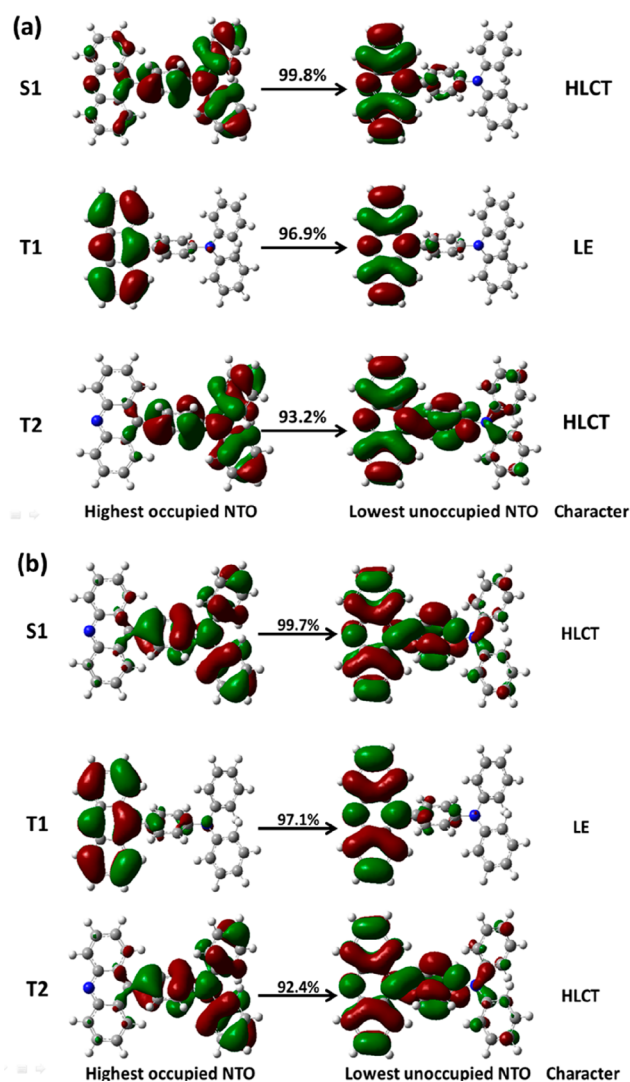 (a)
S1 99.8% HLCT
T1 96.9% LE
T2 93.2% HLCT
Highest occupied NTO Lowest unoccupied NTO Character
(b)
S1 99.7% HLCT
T1 97.1% LE
T2 92.4% HLCT
Highest occupied NTO Lowest unoccupied NTO Character